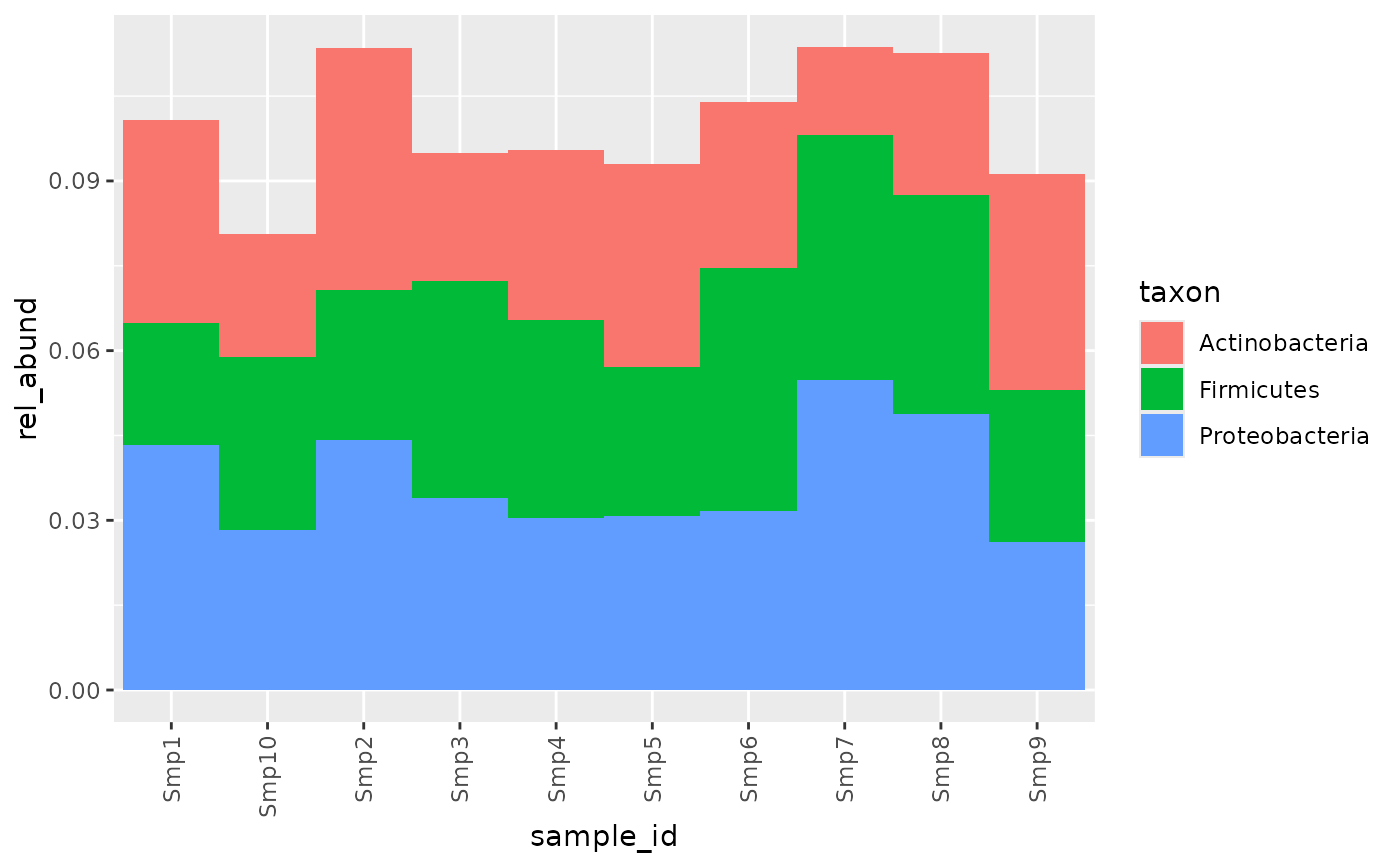 rel_abund
0.09
0.06
0.03
0.00
Smp1
Smp10
Smp2
Smp3
Smp4
Smp5
Smp6
Smp7
Smp8
Smp9
sample_id
taxon
Actinobacteria
Firmicutes
Proteobacteria